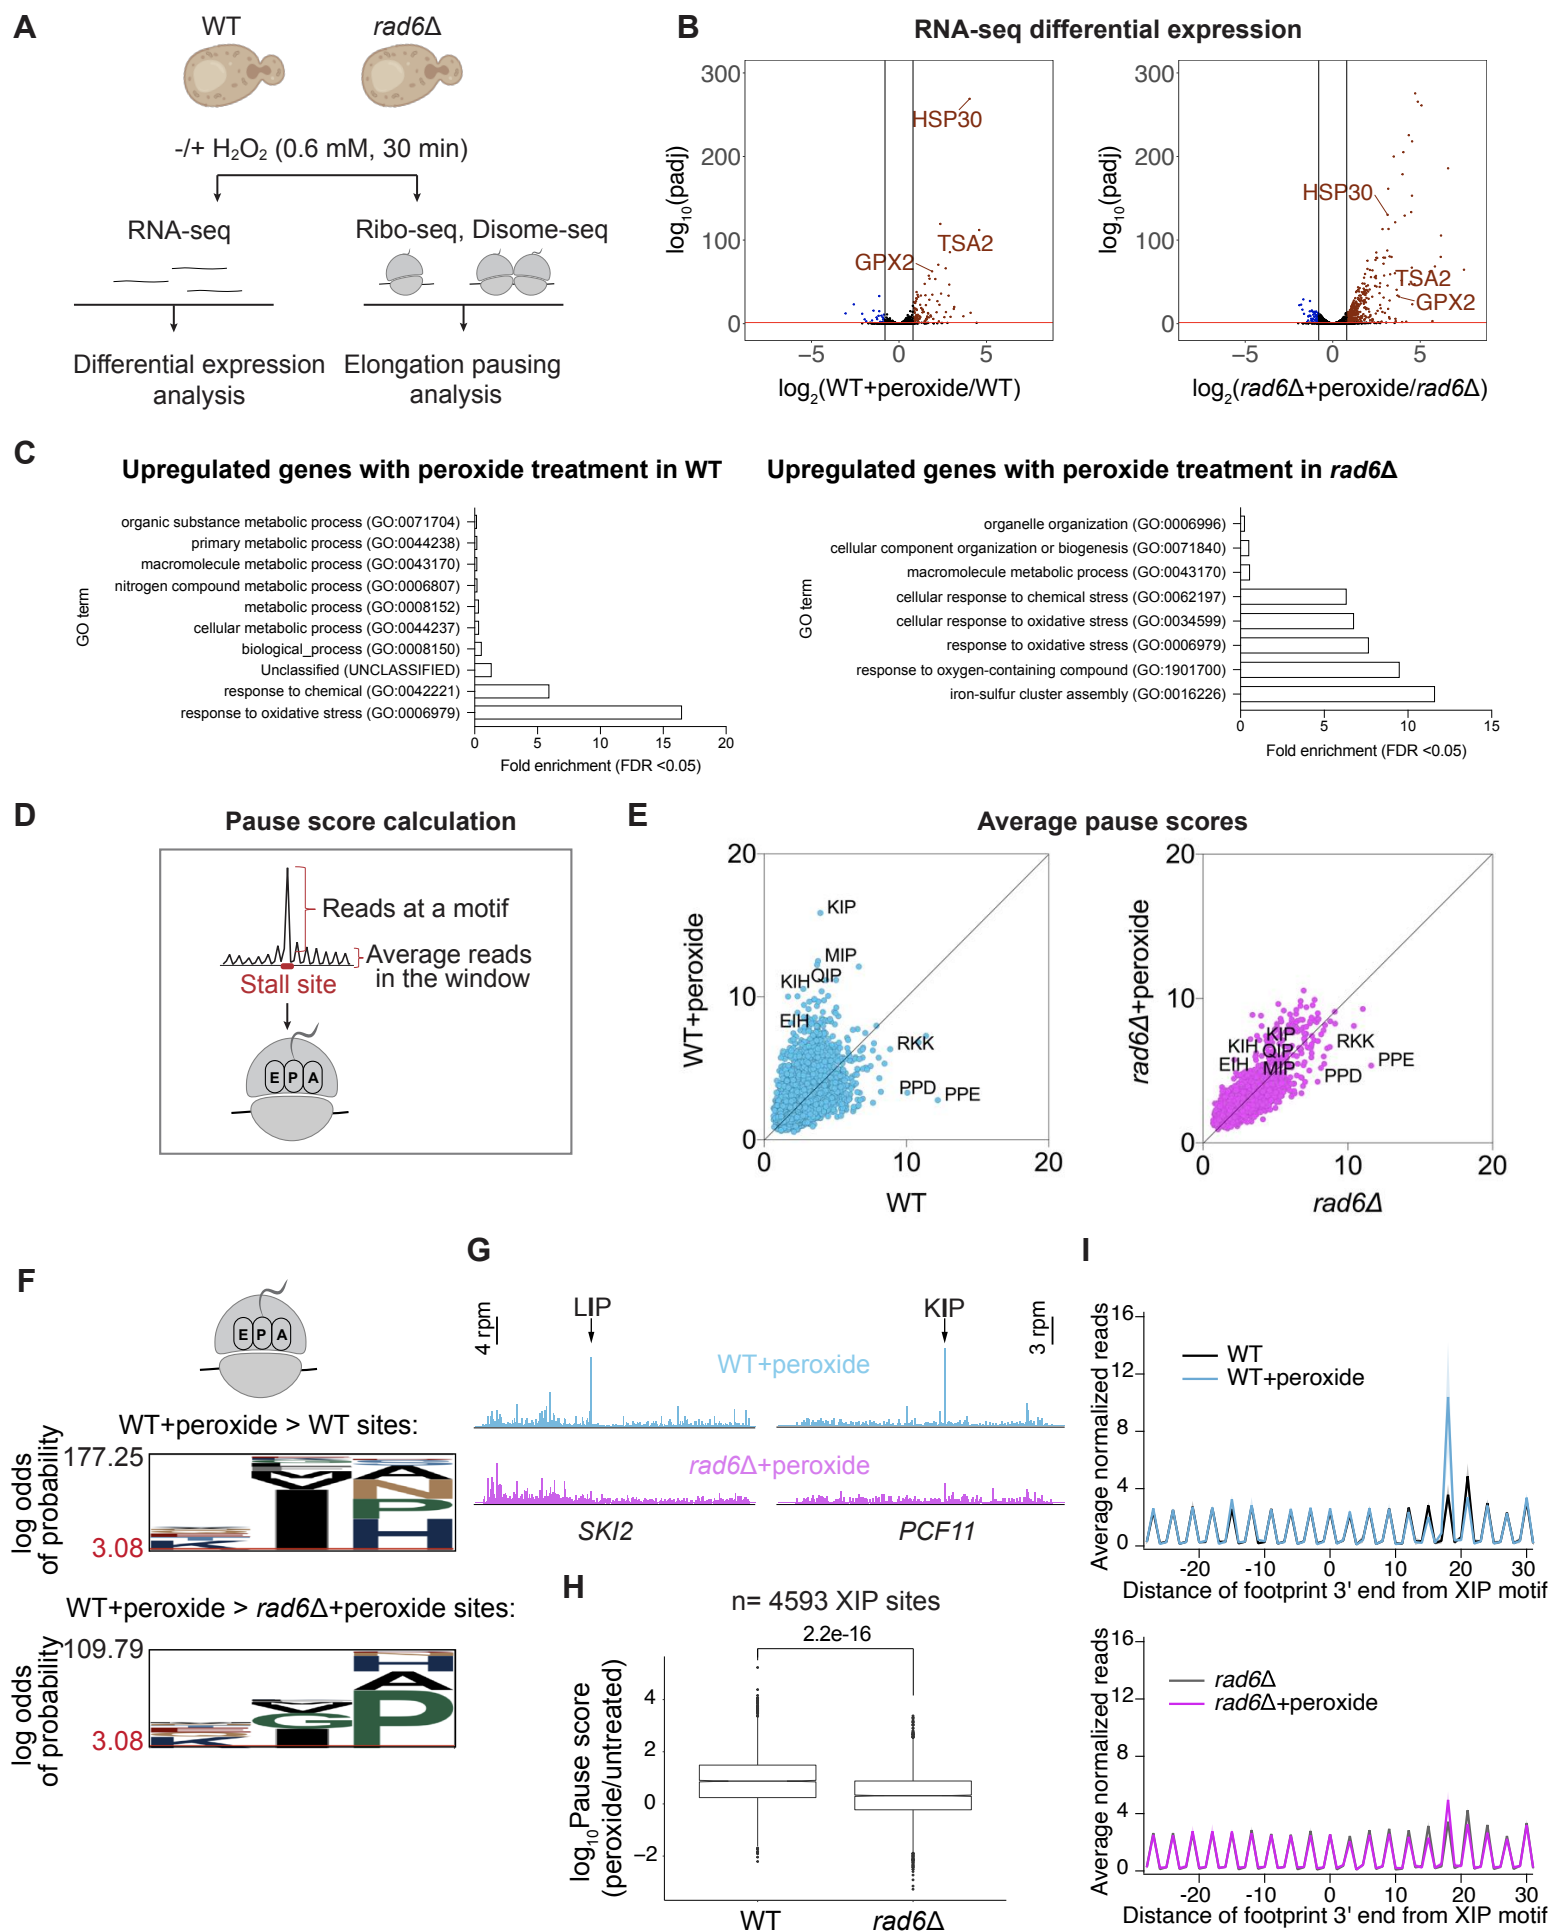 A
WT
rad6Δ
-/+ H₂O₂ (0.6 mM, 30 min)
RNA-seq
Ribo-seq, Disome-seq
Differential expression
analysis
Elongation pausing
analysis
B
RNA-seq differential expression
log₁₀(padj)
300
200
100
0
HSP30
TSA2
GPX2
−5
0
5
log₂(WT+peroxide/WT)
log₁₀(padj)
300
200
100
0
HSP30
TSA2
GPX2
−5
0
5
log₂(rad6Δ+peroxide/rad6Δ)
C
Upregulated genes with peroxide treatment in WT
GO term
organic substance metabolic process (GO:0071704)
primary metabolic process (GO:0044238)
macromolecule metabolic process (GO:0043170)
nitrogen compound metabolic process (GO:0006807)
metabolic process (GO:0008152)
cellular metabolic process (GO:0044237)
biological_process (GO:0008150)
Unclassified (UNCLASSIFIED)
response to chemical (GO:0042221)
response to oxidative stress (GO:0006979)
0
5
10
15
20
Fold enrichment (FDR <0.05)
Upregulated genes with peroxide treatment in rad6Δ
GO term
organelle organization (GO:0006996)
cellular component organization or biogenesis (GO:0071840)
macromolecule metabolic process (GO:0043170)
cellular response to chemical stress (GO:0062197)
cellular response to oxidative stress (GO:0034599)
response to oxidative stress (GO:0006979)
response to oxygen-containing compound (GO:1901700)
iron-sulfur cluster assembly (GO:0016226)
0
5
10
15
Fold enrichment (FDR <0.05)
D
Pause score calculation
Reads at a motif
Average reads
in the window
Stall site
E P A
E
Average pause scores
WT+peroxide
20
10
0
KIP
MIP
KIH
QIP
EIH
RKK
PPD
PPE
0
10
20
WT
rad6Δ+peroxide
20
10
0
KIP
KIH
QIP
EIH
MIP
RKK
PPE
PPD
0
10
20
rad6Δ
F
E P A
WT+peroxide > WT sites:
log odds
of probability
177.25
3.08
K
V
I
A
N
P
H
WT+peroxide > rad6Δ+peroxide sites:
log odds
of probability
109.79
3.08
K
V
G
I
H
A
P
G
4 rpm
LIP
KIP
3 rpm
WT+peroxide
rad6Δ+peroxide
SKI2
PCF11
H
n= 4593 XIP sites
2.2e-16
log₁₀Pause score
(peroxide/untreated)
4
2
0
−2
WT
rad6Δ
I
Average normalized reads
16
12
8
4
0
WT
WT+peroxide
-20
-10
0
10
20
30
Distance of footprint 3' end from XIP motif
Average normalized reads
16
12
8
4
0
rad6Δ
rad6Δ+peroxide
-20
-10
0
10
20
30
Distance of footprint 3' end from XIP motif